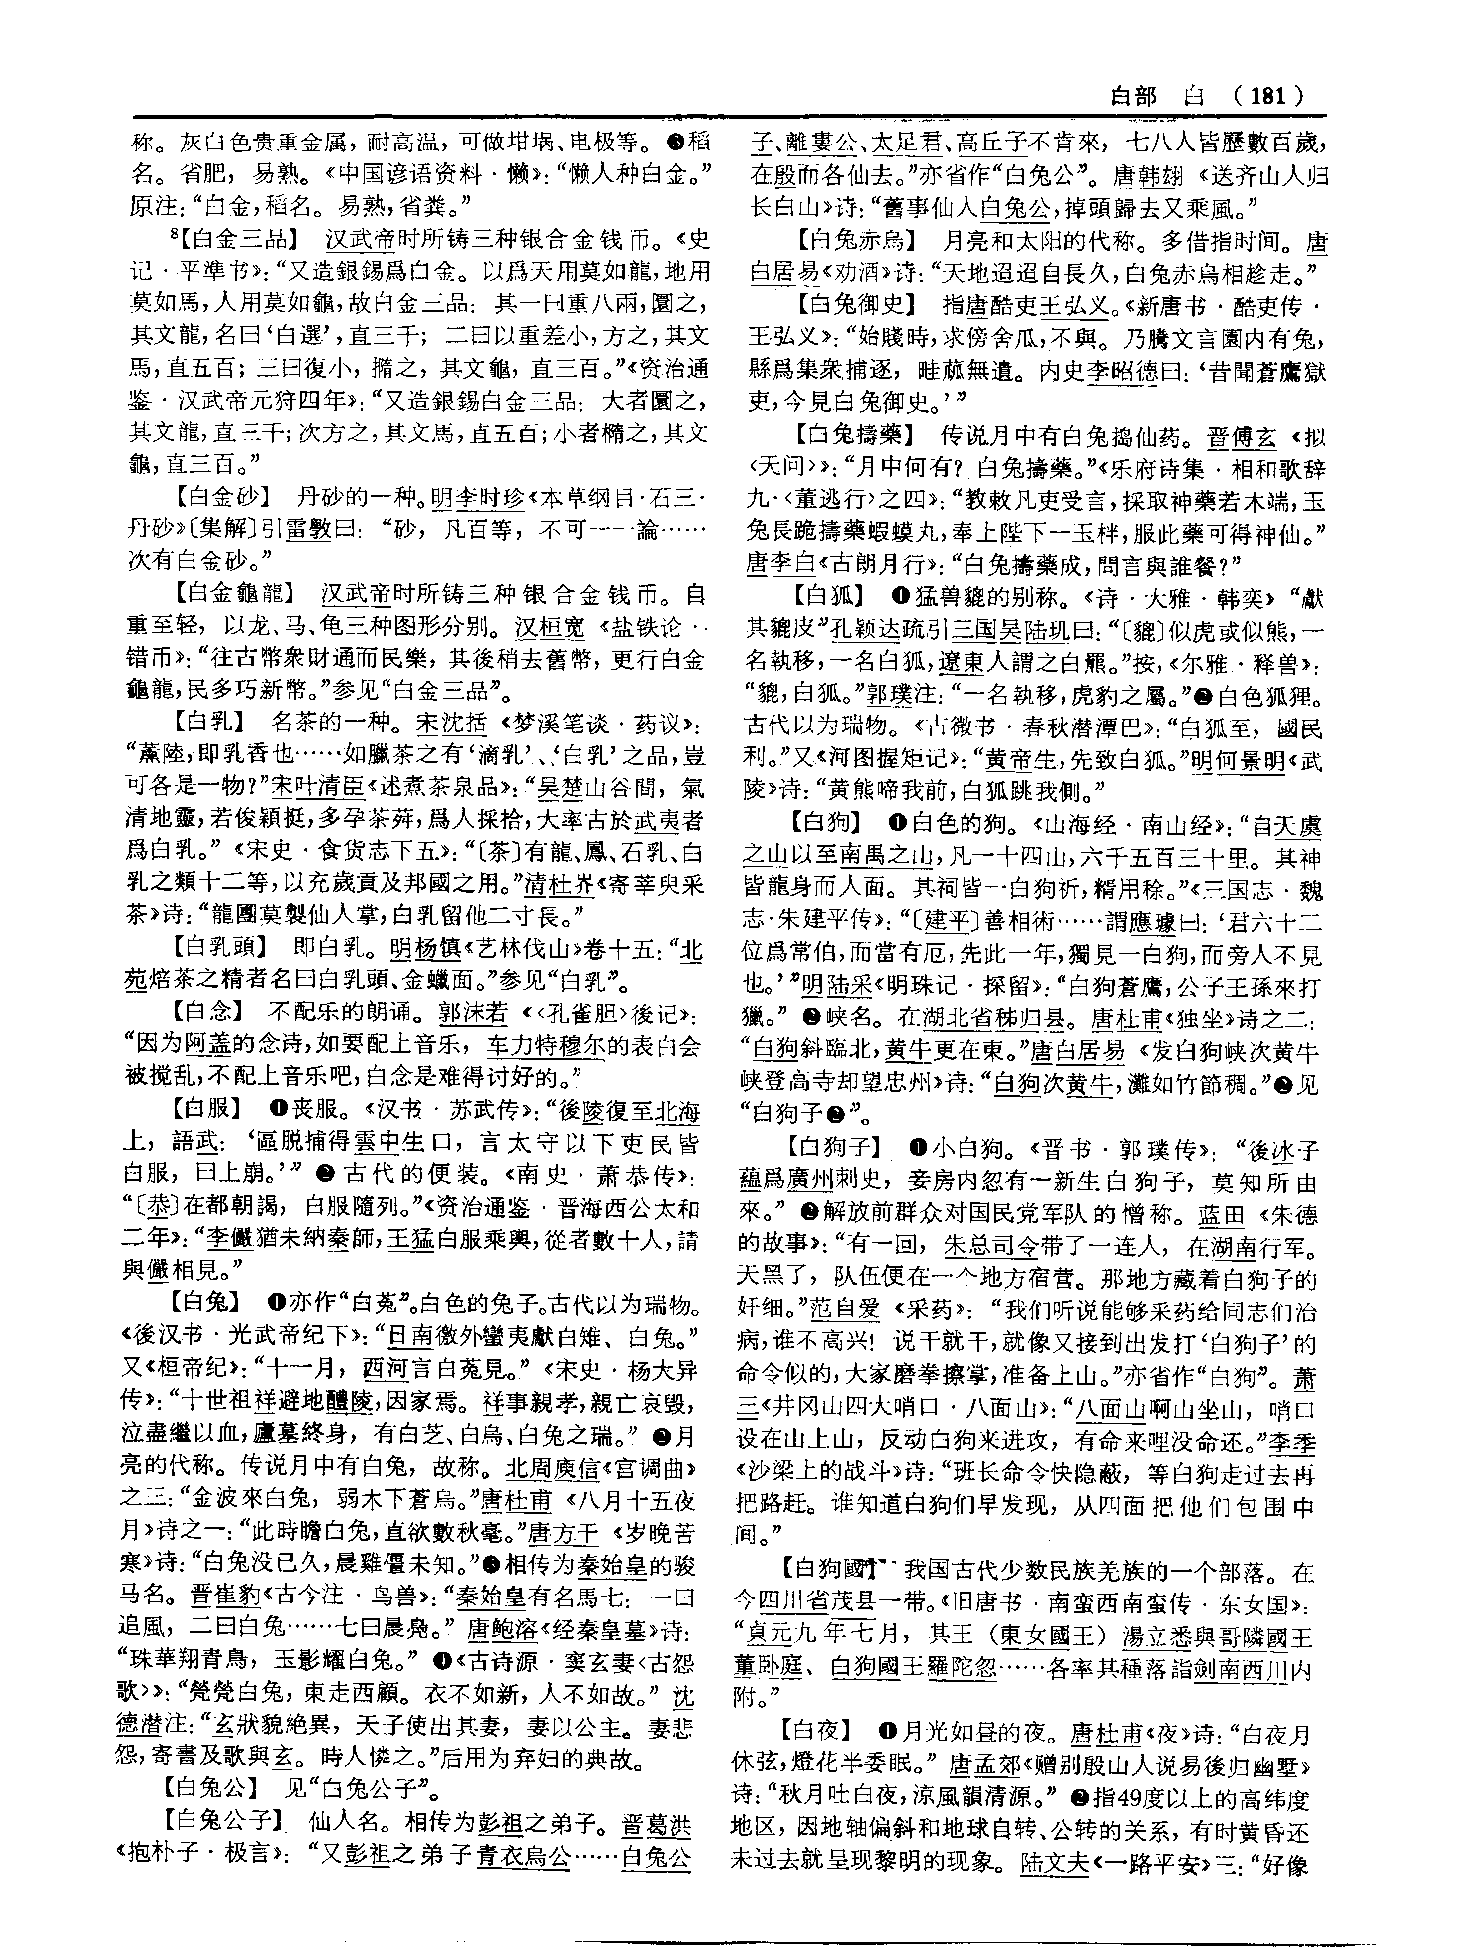 白部 白 （181）
称。灰白色贵重金属，耐高温，可做坩埚、电极等。❸稻
名。省肥，易熟。《中国谚语资料·懒》：“懒人种白金。”
原注：“白金，稻名。易熟，省粪。”
⁸【白金三品】 汉武帝时所铸三种银合金钱币。《史
记·平準书》：“又造銀錫爲白金。以爲天用莫如龍，地用
莫如馬，人用莫如龜，故白金三品：其一曰重八兩，圜之，
其文龍，名曰‘白選’，直三千；二曰以重差小，方之，其文
馬，直五百；三曰復小，撱之，其文龜，直三百。”《资治通
鉴·汉武帝元狩四年》：“又造銀錫白金三品：大者圜之，
其文龍，直三千；次方之，其文馬，直五百；小者橢之，其文
龜，直三百。”
【白金砂】 丹砂的一种。明李时珍《本草纲目·石三·
丹砂》〔集解〕引雷斅曰：“砂，凡百等，不可一一論……
次有白金砂。”
【白金龜龍】 汉武帝时所铸三种银合金钱币。自
重至轻，以龙、马、龟三种图形分别。汉桓宽《盐铁论·
错币》：“往古幣衆財通而民樂，其後稍去舊幣，更行白金
龜龍，民多巧新幣。”参见“白金三品”。
【白乳】 名茶的一种。宋沈括《梦溪笔谈·药议》：
“薰陸，即乳香也……如臘茶之有‘滴乳’、‘白乳’之品，豈
可各是一物？”宋叶清臣《述煮茶泉品》：“吴楚山谷間，氣
清地靈，若俊穎挺，多孕茶荈，爲人採拾，大率右於武夷者
爲白乳。”《宋史·食货志下五》：“〔茶〕有龍、鳳、石乳、白
乳之類十二等，以充歲貢及邦國之用。”清杜岕《寄莘臾采
茶》诗：“龍團莫製仙人掌，白乳留他二寸長。”
【白乳頭】 即白乳。明杨慎《艺林伐山》卷十五：“北
苑焙茶之精者名曰白乳頭、金蠟面。”参见“白乳”。
【白念】 不配乐的朗诵。郭沫若《〈孔雀胆〉後记》：
“因为阿盖的念诗，如要配上音乐，车力特穆尔的表白会
被搅乱，不配上音乐吧，白念是难得讨好的。”
【白服】 ❶丧服。《汉书·苏武传》：“後陵復至北海
上，語武：‘區脱捕得雲中生口，言太守以下吏民皆
白服，曰上崩。’” ❷古代的便装。《南史·萧恭传》：
“〔恭〕在都朝謁，白服隨列。”《资治通鉴·晋海西公太和
二年》：“李儼猶未納秦師，王猛白服乘輿，從者數十人，請
與儼相見。”
【白兔】 ❶亦作“白菟”。白色的兔子。古代以为瑞物。
《後汉书·光武帝纪下》：“日南徼外蠻夷獻白雉、白兔。”
又《桓帝纪》：“十一月，西河言白菟見。”《宋史·杨大异
传》：“十世祖祥避地醴陵，因家焉。祥事親孝，親亡哀毁，
泣盡繼以血，廬墓終身，有白芝、白烏、白兔之瑞。” ❷月
亮的代称。传说月中有白兔，故称。北周庾信《宫调曲》
之三：“金波來白兔，弱木下蒼烏。”唐杜甫《八月十五夜
月》诗之一：“此時瞻白兔，直欲數秋毫。”唐方干《岁晚苦
寒》诗：“白兔没已久，晨雞僵未知。”❸相传为秦始皇的骏
马名。晋崔豹《古今注·鸟兽》：“秦始皇有名馬七：一曰
追風，二曰白兔……七曰晨鳧。”唐鲍溶《经秦皇墓》诗：
“珠華翔青鳥，玉影耀白兔。” ❹《古诗源·窦玄妻〈古怨
歌〉》：“煢煢白兔，東走西顧。衣不如新，人不如故。”沈
德潜注：“玄狀貌絶異，天子使出其妻，妻以公主。妻悲
怨，寄書及歌與玄。時人憐之。”后用为弃妇的典故。
【白兔公】 见“白兔公子”。
【白兔公子】 仙人名。相传为彭祖之弟子。晋葛洪
《抱朴子·极言》：“又彭祖之弟子青衣烏公……白兔公
子、離婁公、太足君、高丘子不肯來，七八人皆歷數百歲，
在殷而各仙去。”亦省作“白兔公”。唐韩翃《送齐山人归
长白山》诗：“舊事仙人白兔公，掉頭歸去又乘風。”
【白兔赤烏】 月亮和太阳的代称。多借指时间。唐
白居易《劝酒》诗：“天地迢迢自長久，白兔赤烏相趁走。”
【白兔御史】 指唐酷吏王弘义。《新唐书·酷吏传·
王弘义》：“始賤時，求傍舍瓜，不與。乃騰文言園内有兔，
縣爲集衆捕逐，畦蓏無遺。内史李昭德曰：‘昔聞蒼鷹獄
吏，今見白兔御史。’”
【白兔擣藥】 传说月中有白兔捣仙药。晋傅玄《拟
〈天问〉》：“月中何有？白兔擣藥。”《乐府诗集·相和歌辞
九·〈董逃行〉之四》：“教敕凡吏受言，採取神藥若木端，玉
兔長跪擣藥蝦蟆丸，奉上陛下一玉柈，服此藥可得神仙。”
唐李白《古朗月行》：“白兔擣藥成，問言與誰餐？”
【白狐】 ❶猛兽貔的别称。《诗·大雅·韩奕》“獻
其貔皮”孔颖达疏引三国吴陆玑曰：“〔貔〕似虎或似熊，一
名執移，一名白狐，遼東人謂之白羆。”按，《尔雅·释兽》：
“貔，白狐。”郭璞注：“一名執移，虎豹之屬。”❷白色狐狸。
古代以为瑞物。《古微书·春秋潜潭巴》：“白狐至，國民
利。”又《河图握矩记》：“黄帝生，先致白狐。”明何景明《武
陵》诗：“黄熊啼我前，白狐跳我側。”
【白狗】 ❶白色的狗。《山海经·南山经》：“自天虞
之山以至南禺之山，凡一十四山，六千五百三十里。其神
皆龍身而人面。其祠皆一白狗祈，糈用稌。”《三国志·魏
志·朱建平传》：“〔建平〕善相術……謂應璩曰：‘君六十二
位爲常伯，而當有厄，先此一年，獨見一白狗，而旁人不見
也。’”明陆采《明珠记·探留》：“白狗蒼鷹，公子王孫來打
獵。” ❷峡名。在湖北省秭归县。唐杜甫《独坐》诗之二：
“白狗斜臨北，黄牛更在東。”唐白居易《发白狗峡次黄牛
峡登高寺却望忠州》诗：“白狗次黄牛，灘如竹節稠。”❸见
“白狗子❷”。
【白狗子】 ❶小白狗。《晋书·郭璞传》：“後冰子
蕴爲廣州刺史，妾房内忽有一新生白狗子，莫知所由
來。” ❷解放前群众对国民党军队的憎称。蓝田《朱德
的故事》：“有一回，朱总司令带了一连人，在湖南行军。
天黑了，队伍便在一个地方宿营。那地方藏着白狗子的
奸细。”范自爱《采药》：“我们听说能够采药给同志们治
病，谁不高兴！说干就干，就像又接到出发打‘白狗子’的
命令似的，大家磨拳擦掌，准备上山。”亦省作“白狗”。萧
三《井冈山四大哨口·八面山》：“八面山啊山坐山，哨口
设在山上山，反动白狗来进攻，有命来哩没命还。”李季
《沙梁上的战斗》诗：“班长命令快隐蔽，等白狗走过去再
把路赶。谁知道白狗们早发现，从四面把他们包围中
间。”
【白狗國】 我国古代少数民族羌族的一个部落。在
今四川省茂县一带。《旧唐书·南蛮西南蛮传·东女国》：
“貞元九年七月，其王（東女國王）湯立悉與哥隣國王
董卧庭、白狗國王羅陀忽……各率其種落詣劍南西川内
附。”
【白夜】 ❶月光如昼的夜。唐杜甫《夜》诗：“白夜月
休弦，燈花半委眠。”唐孟郊《赠别殷山人说易後归幽墅》
诗：“秋月吐白夜，涼風韻清源。” ❷指49度以上的高纬度
地区，因地轴偏斜和地球自转、公转的关系，有时黄昏还
未过去就呈现黎明的现象。陆文夫《一路平安》三：“好像